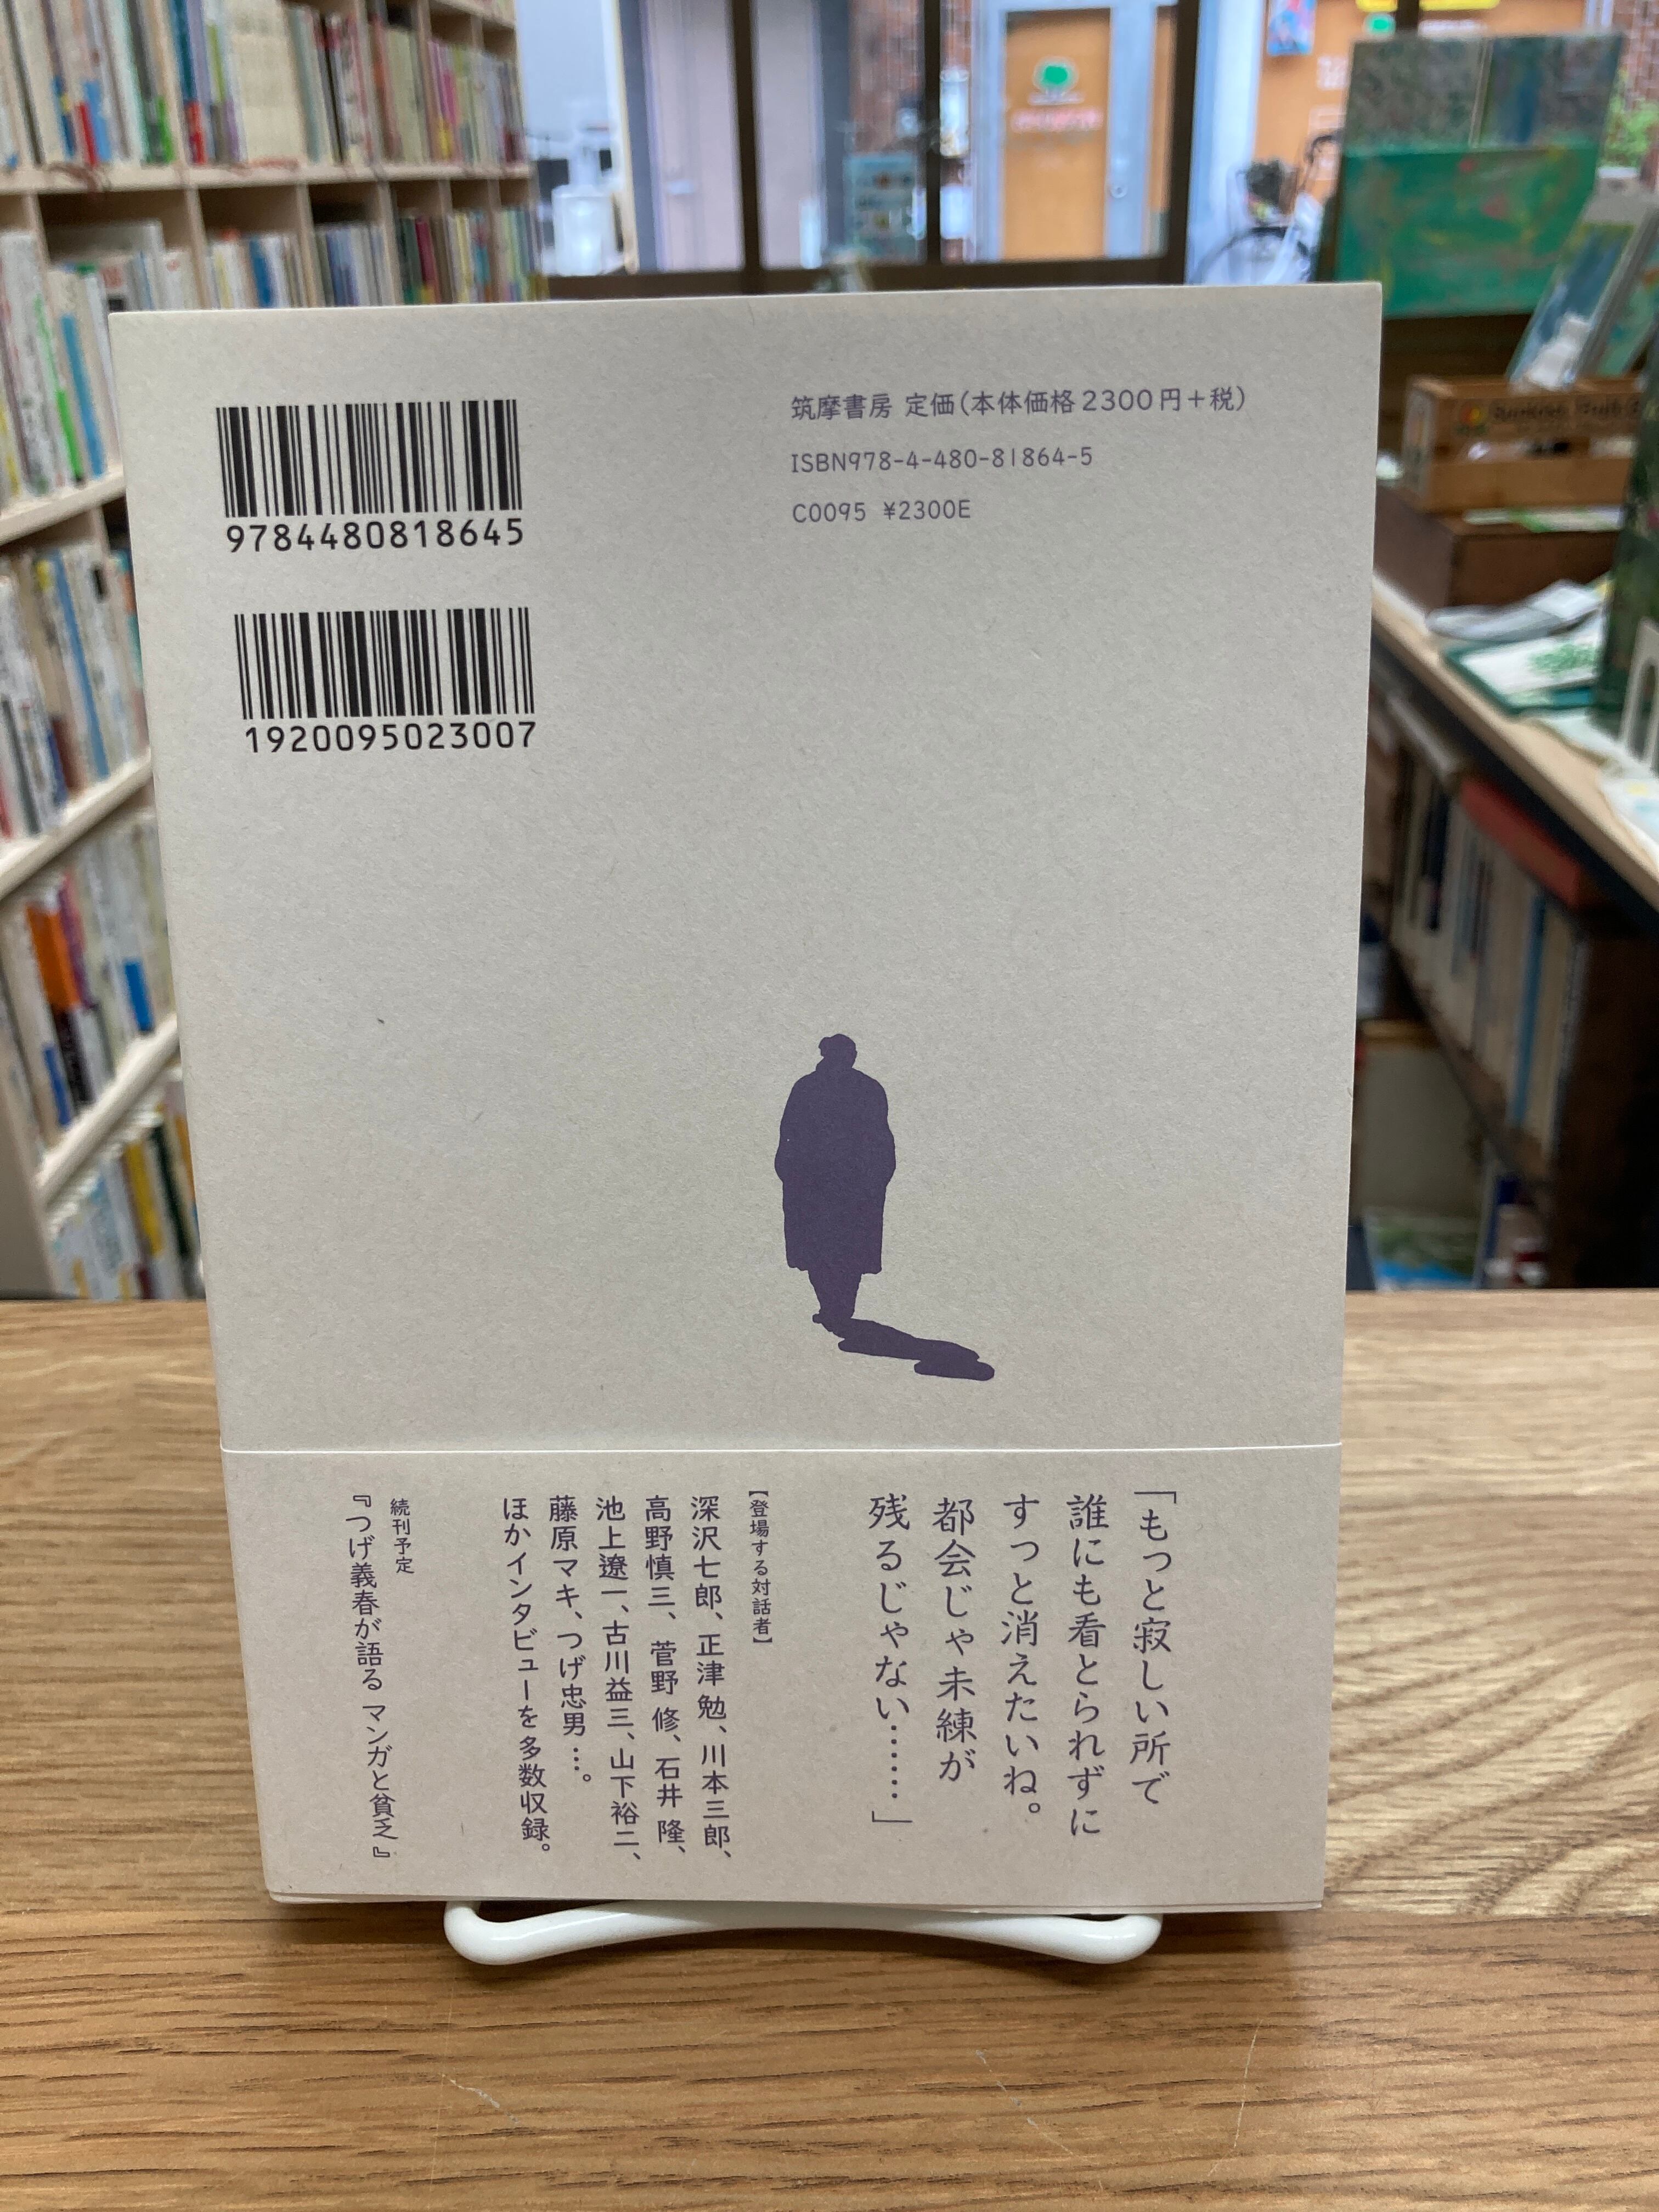 筑摩書房 定価(本体価格2300円+税)
ISBN978-4-480-81864-5
C0095 ¥2300E
9784480818645
1920095023007
「もっと寂しい所で
誰にも看とられずに
すっと消えたいね。
都会じゃ未練が
残るじゃない……」
【登場する対話者】
深沢七郎、正津 勉、川本三郎、
高野慎三、菅野 修、石井 隆、
池上遼一、古川益三、山下裕二、
藤原マキ、つげ忠男…。
ほかインタビューを多数収録。
続刊予定
『つげ義春が語る マンガと貧乏』